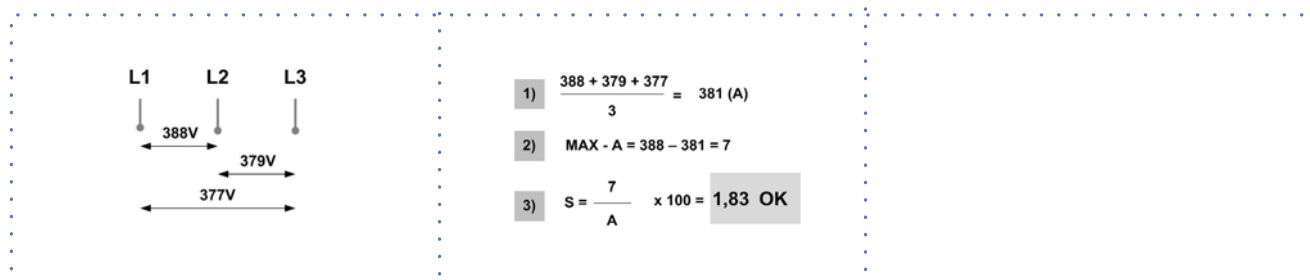 L1 L2 L3
388V
379V
377V
1) 388 + 379 + 377
3
= 381 (A)
2) MAX - A = 388 – 381 = 7
3) S = 7
A
x 100 = 1,83 OK